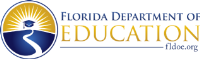 FLORIDA DEPARTMENT OF
EDUCATION
fldoe.org